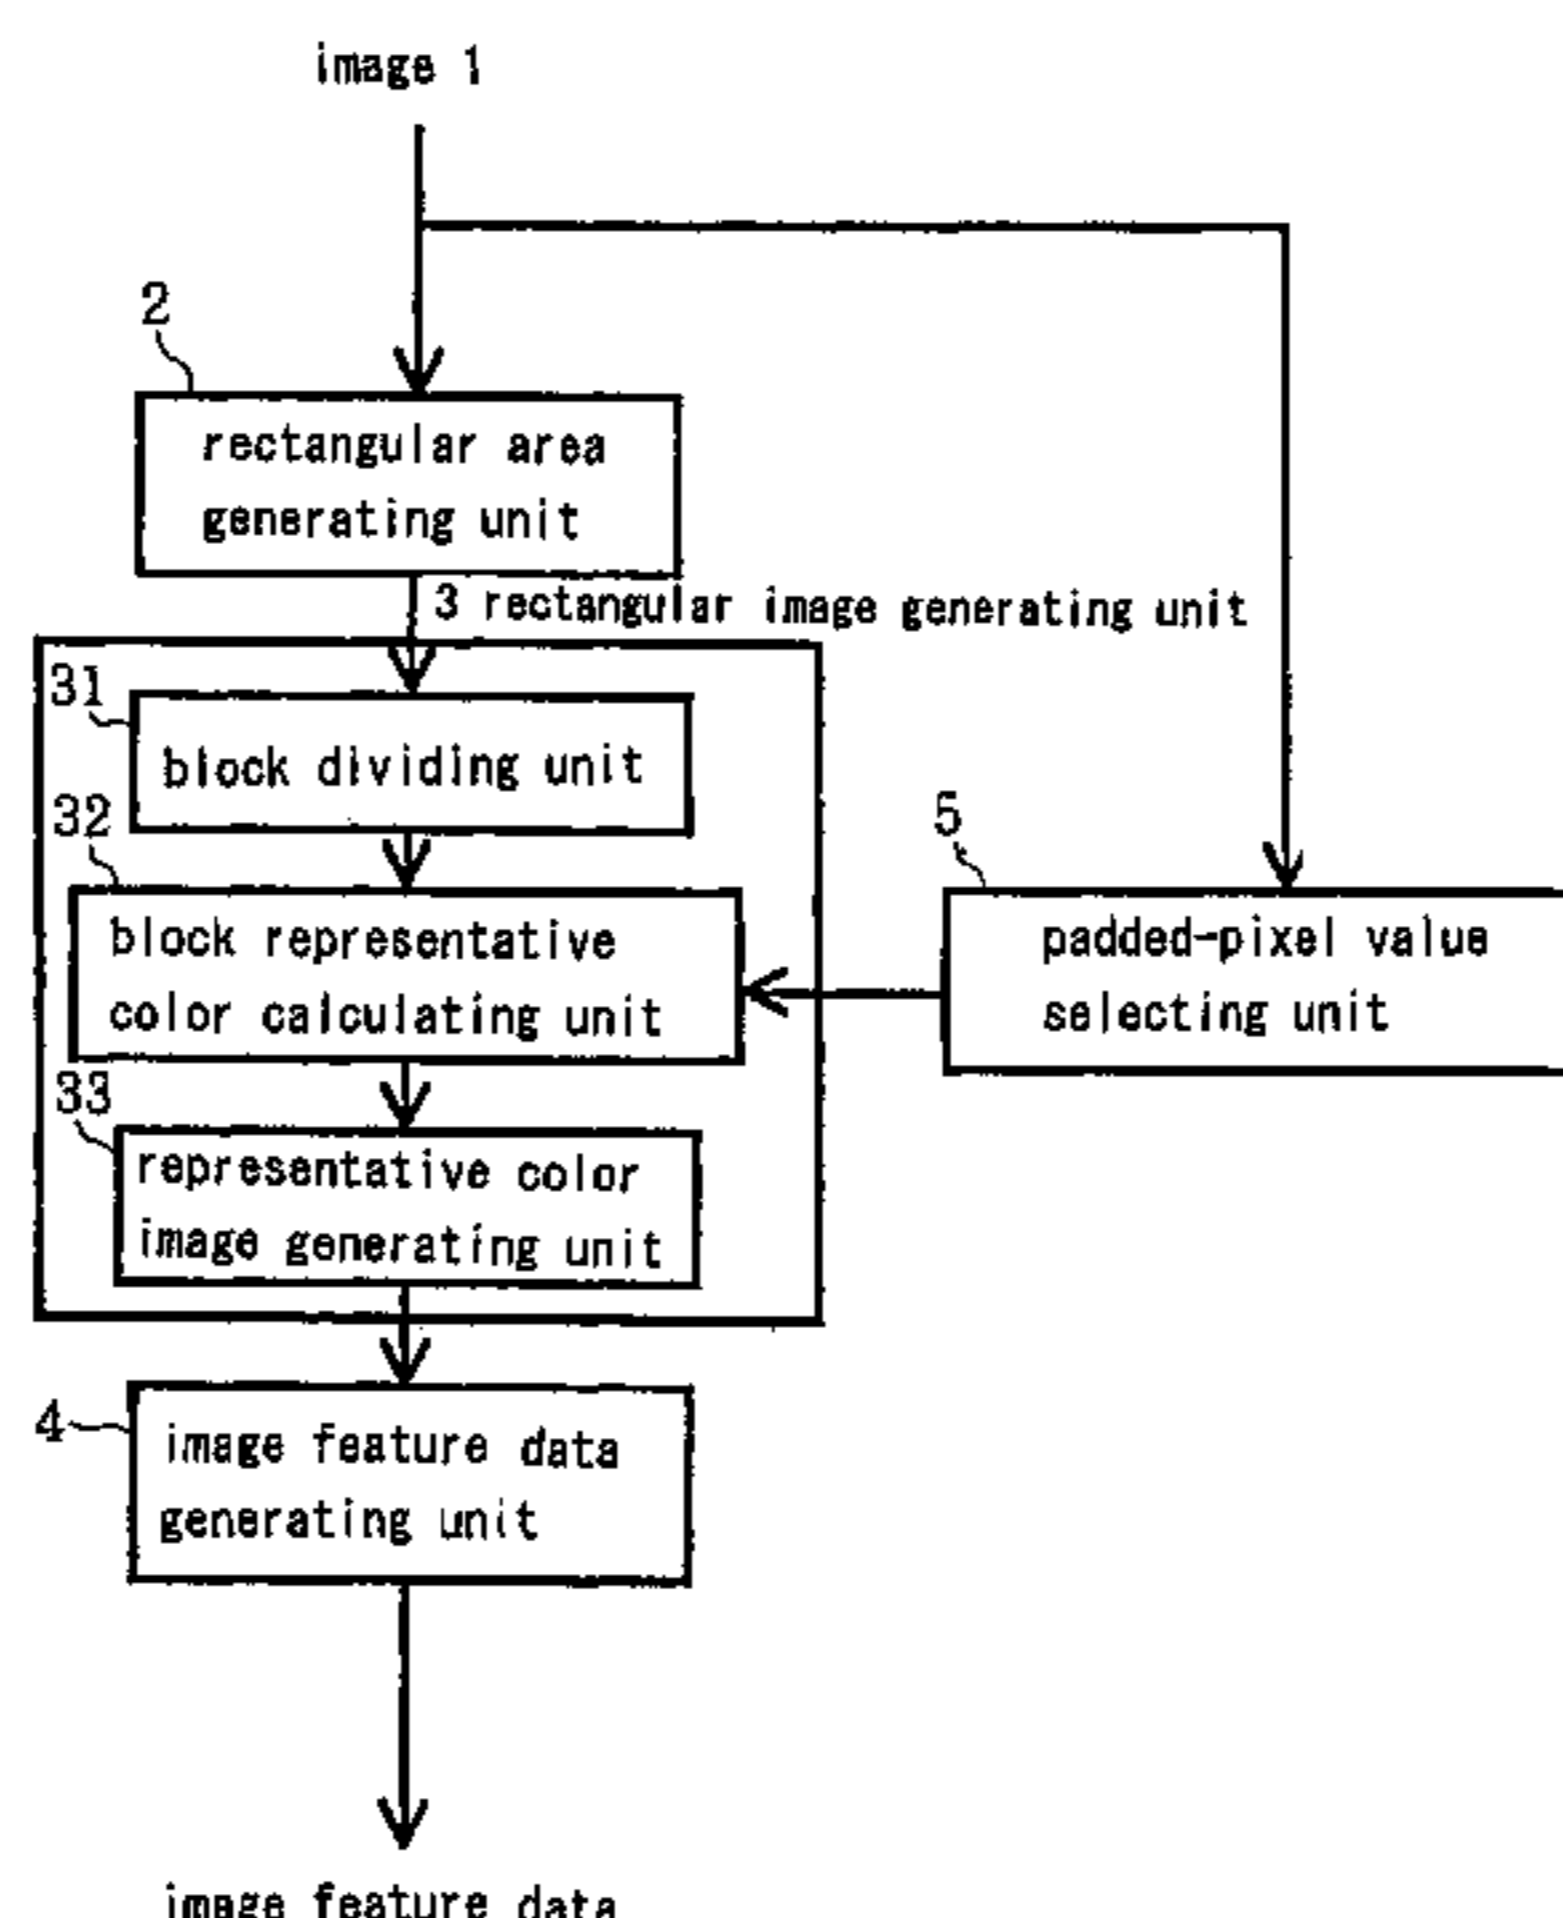 image 1
2
rectangular area
generating unit
3 rectangular image generating unit
31
block dividing unit
32
block representative
color calculating unit
5
padded-pixel value
selecting unit
33
representative color
image generating unit
4
image feature data
generating unit
image feature data